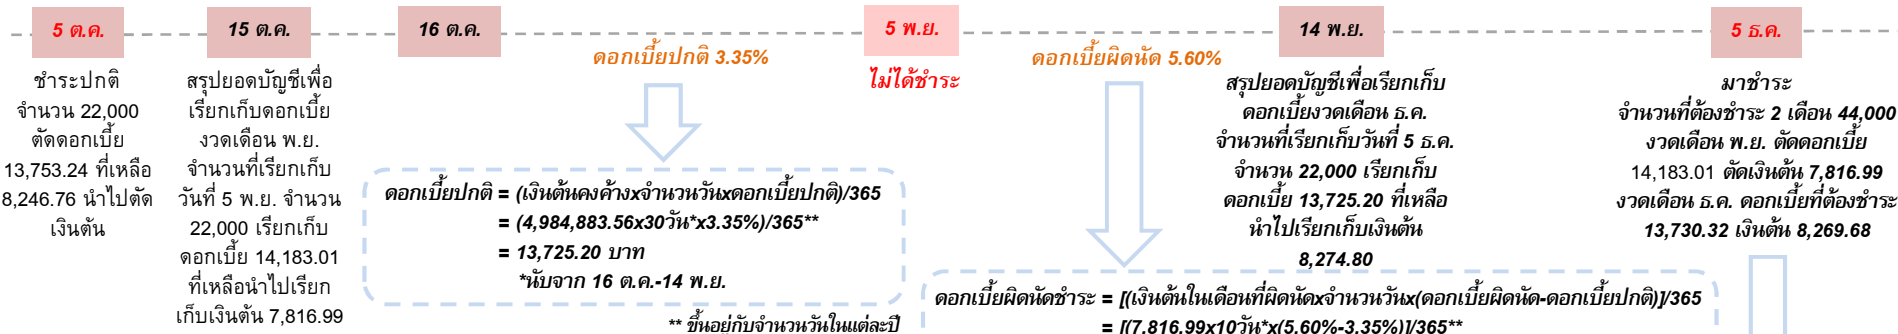 5 ต.ค.
ชำระปกติ
จำนวน 22,000
ตัดดอกเบี้ย
13,753.24 ที่เหลือ
8,246.76 นำไปตัด
เงินต้น
15 ต.ค.
สรุปยอดบัญชีเพื่อ
เรียกเก็บดอกเบี้ย
งวดเดือน พ.ย.
จำนวนที่เรียกเก็บ
วันที่ 5 พ.ย. จำนวน
22,000 เรียกเก็บ
ดอกเบี้ย 14,183.01
ที่เหลือนำไปเรียก
เก็บเงินต้น 7,816.99
16 ต.ค.
ดอกเบี้ยปกติ 3.35%
ดอกเบี้ยปกติ = (เงินต้นคงค้างxจำนวนวันxดอกเบี้ยปกติ)/365
= (4,984,883.56x30วัน*x3.35%)/365**
= 13,725.20 บาท
*นับจาก 16 ต.ค.-14 พ.ย.
** ขึ้นอยู่กับจำนวนวันในแต่ละปี
5 พ.ย.
ไม่ได้ชำระ
ดอกเบี้ยผิดนัด 5.60%
ดอกเบี้ยผิดนัดชำระ = [(เงินต้นในเดือนที่ผิดนัดxจำนวนวันx(ดอกเบี้ยผิดนัด-ดอกเบี้ยปกติ)]/365
= [(7,816.99x10วัน*x(5.60%-3.35%)]/365**
14 พ.ย.
สรุปยอดบัญชีเพื่อเรียกเก็บ
ดอกเบี้ยงวดเดือน ธ.ค.
จำนวนที่เรียกเก็บวันที่ 5 ธ.ค.
จำนวน 22,000 เรียกเก็บ
ดอกเบี้ย 13,725.20 ที่เหลือ
นำไปเรียกเก็บเงินต้น
8,274.80
5 ธ.ค.
มาชำระ
จำนวนที่ต้องชำระ 2 เดือน 44,000
งวดเดือน พ.ย. ตัดดอกเบี้ย
14,183.01 ตัดเงินต้น 7,816.99
งวดเดือน ธ.ค. ดอกเบี้ยที่ต้องชำระ
13,730.32 เงินต้น 8,269.68